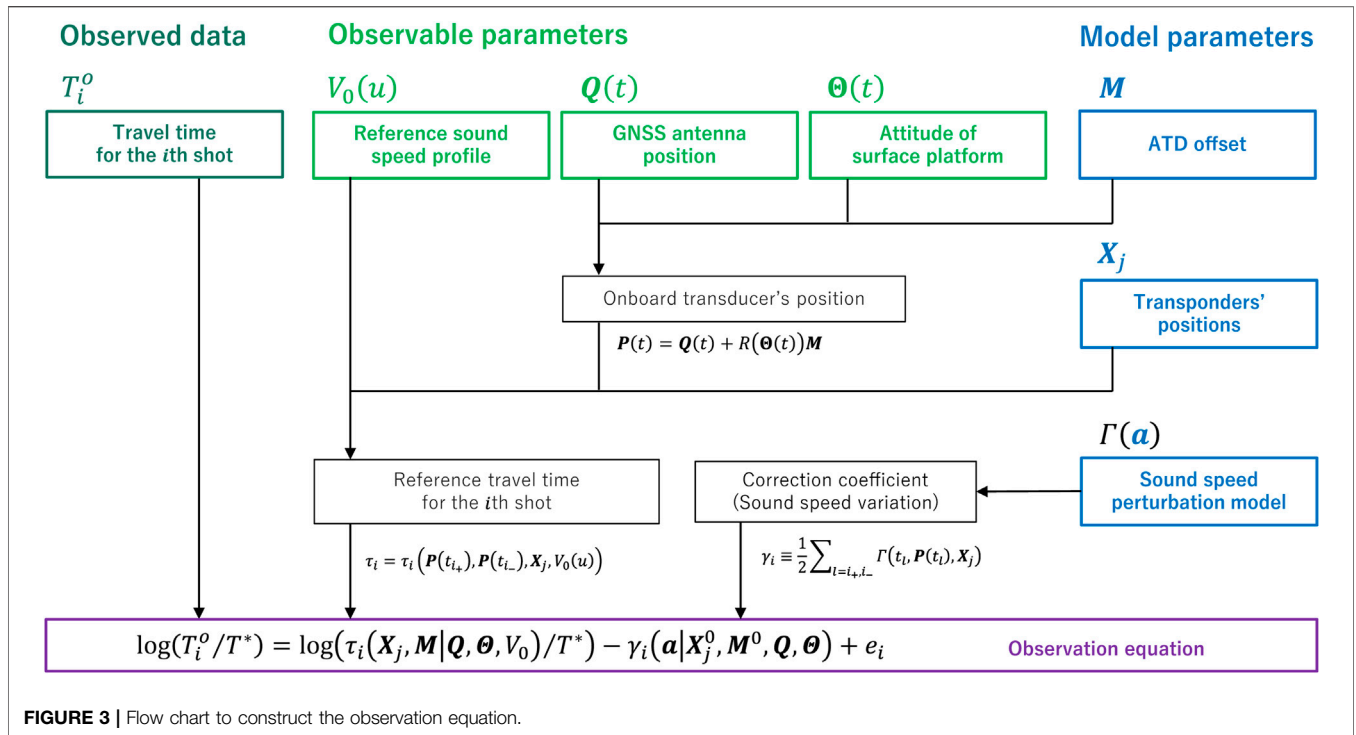 Observed data
Observable parameters
Model parameters
T_i^o
V_0(u)
Q(t)
Θ(t)
M
Travel time
for the ith shot
Reference sound
speed profile
GNSS antenna
position
Attitude of
surface platform
ATD offset
X_j
Onboard transducer's position
Transponders'
positions
P(t) = Q(t) + R(Θ(t))M
Γ(a)
Reference travel time
for the ith shot
Correction coefficient
(Sound speed variation)
Sound speed
perturbation model
τ_i = τ_i(P(t_{i_+}), P(t_{i_-}), X_j, V_0(u))
γ_i ≡ 1/2 ∑_{l=i_+,i_-} Γ(t_l, P(t_l), X_j)
log(T_i^o/T*) = log(τ_i(X_j, M|Q, Θ, V_0)/T*) − γ_i(a|X_j^0, M^0, Q, Θ) + e_i
Observation equation
FIGURE 3 | Flow chart to construct the observation equation.